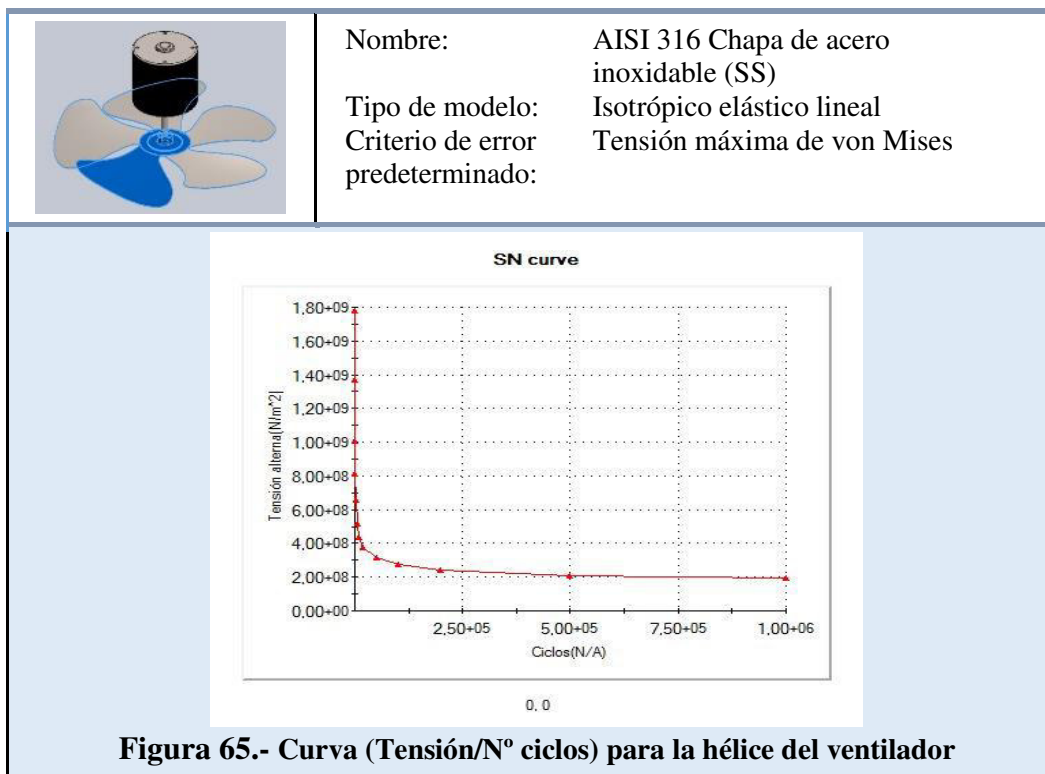 Nombre: AISI 316 Chapa de acero
inoxidable (SS)
Tipo de modelo: Isotrópico elástico lineal
Criterio de error Tensión máxima de von Mises
predeterminado:
SN curve
Tensión alterna[N/m^2]
1,80+09
1,60+09
1,40+09
1,20+09
1,00+09
8,00+08
6,00+08
4,00+08
2,00+08
0,00+00
2,50+05 5,00+05 7,50+05 1,00+06
Ciclos(N/A)
0, 0
Figura 65.- Curva (Tensión/Nº ciclos) para la hélice del ventilador